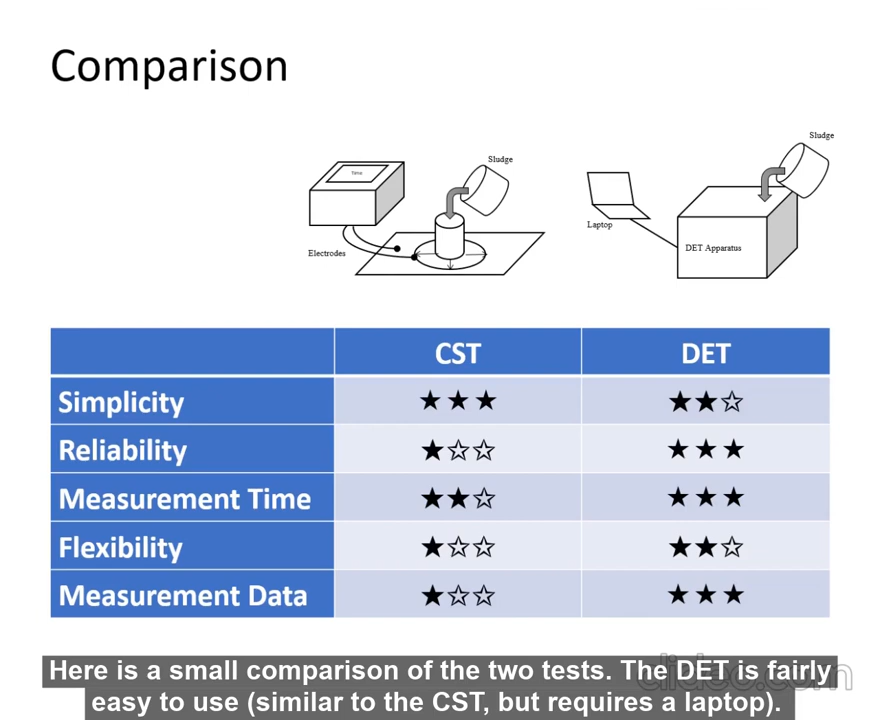 Comparison
Time
Sludge
Electrodes
Sludge
Laptop
DET Apparatus
CST DET
Simplicity ★★★ ★★☆
Reliability ★☆☆ ★★★
Measurement Time ★★☆ ★★★
Flexibility ★☆☆ ★★☆
Measurement Data ★☆☆ ★★★
Here is a small comparison of the two tests. The DET is fairly
easy to use (similar to the CST, but requires a laptop).
clideo.com